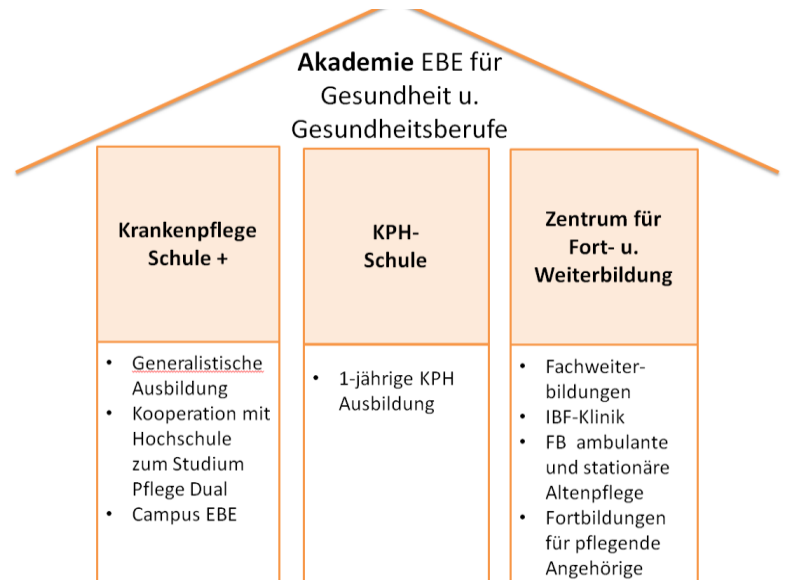 Akademie EBE für
Gesundheit u.
Gesundheitsberufe
Krankenpflege
Schule +
• Generalistische
Ausbildung
• Kooperation mit
Hochschule
zum Studium
Pflege Dual
• Campus EBE
KPH-
Schule
• 1-jährige KPH
Ausbildung
Zentrum für
Fort- u.
Weiterbildung
• Fachweiter-
bildungen
• IBF-Klinik
• FB ambulante
und stationäre
Altenpflege
• Fortbildungen
für pflegende
Angehörige